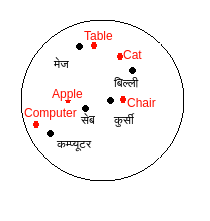 Table
Cat
मेज
बिल्ली
Apple
Chair
Computer
सेब
कुर्सी
कम्प्यूटर